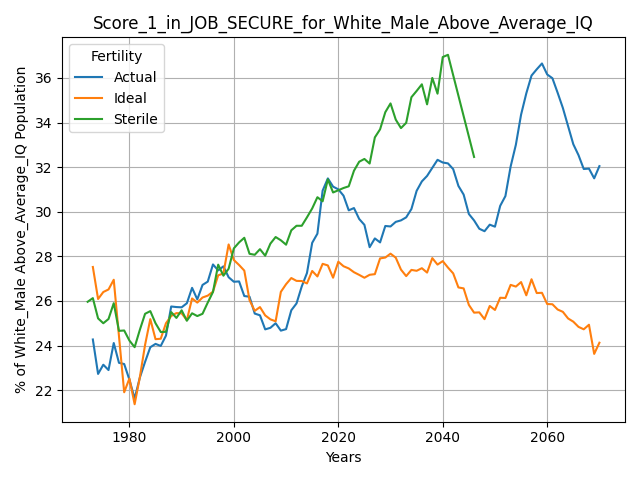 Score_1_in_JOB_SECURE_for_White_Male_Above_Average_IQ
Fertility
Actual
Ideal
Sterile
% of White_Male Above_Average_IQ Population
36
34
32
30
28
26
24
22
1980
2000
2020
2040
2060
Years